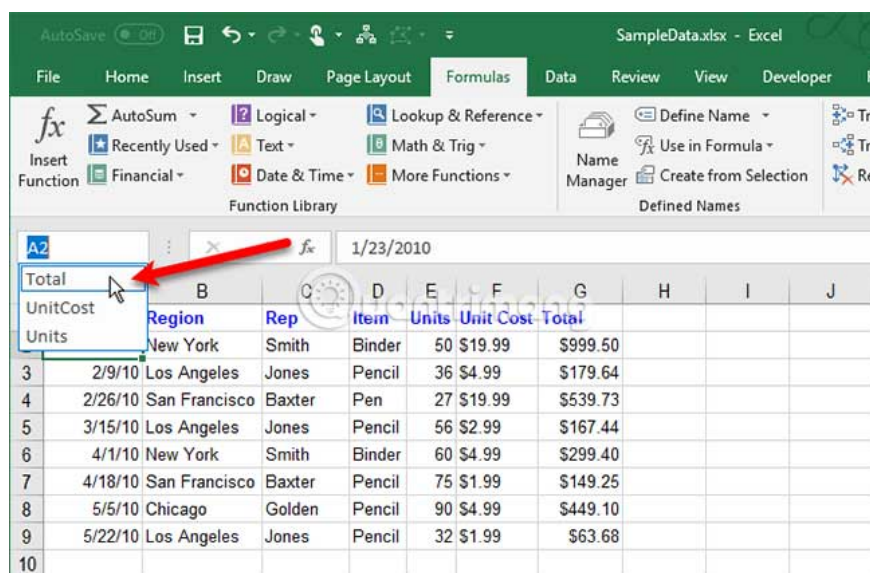 AutoSave Off SampleData.xlsx - Excel
File Home Insert Draw Page Layout Formulas Data Review View Developer
fx Insert Function
AutoSum
Recently Used
Financial
Logical
Text
Date & Time
Lookup & Reference
Math & Trig
More Functions
Function Library
Name Manager
Define Name
Use in Formula
Create from Selection
Defined Names
A2 fx 1/23/2010
Total
UnitCost
Units
B C D E F G H I J
Quantrimang
Region Rep Item Units Unit Cost Total
New York Smith Binder 50 $19.99 $999.50
3 2/9/10 Los Angeles Jones Pencil 36 $4.99 $179.64
4 2/26/10 San Francisco Baxter Pen 27 $19.99 $539.73
5 3/15/10 Los Angeles Jones Pencil 56 $2.99 $167.44
6 4/1/10 New York Smith Binder 60 $4.99 $299.40
7 4/18/10 San Francisco Baxter Pencil 75 $1.99 $149.25
8 5/5/10 Chicago Golden Pencil 90 $4.99 $449.10
9 5/22/10 Los Angeles Jones Pencil 32 $1.99 $63.68
10